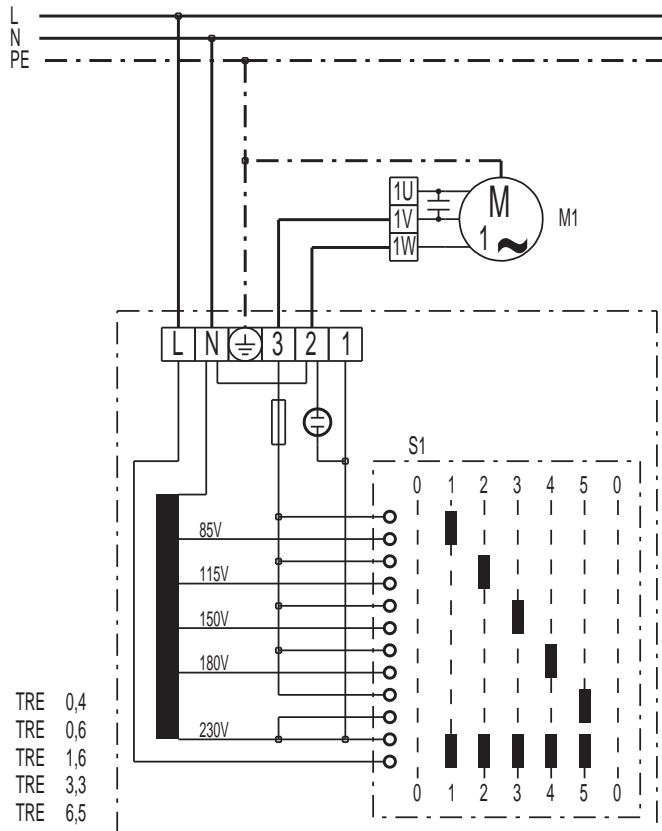 L
N
PE
1U
1V
1W
M
1
M1
L N 3 2 1
S1
0 1 2 3 4 5 0
85V
115V
150V
180V
230V
0 1 2 3 4 5 0
TRE 0,4
TRE 0,6
TRE 1,6
TRE 3,3
TRE 6,5